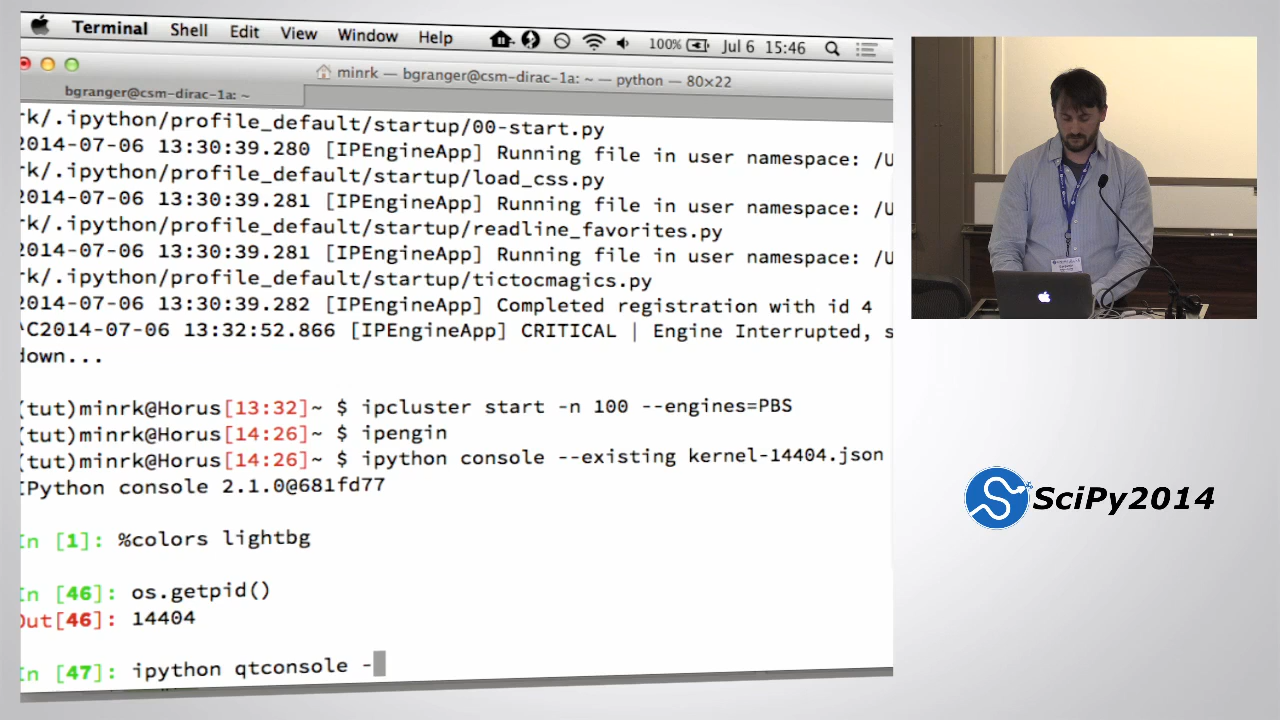 Terminal Shell Edit View Window Help 100% Jul 6 15:46
minrk — bgranger@csm-dirac-1a: ~ — python — 80×22
bgranger@csm-dirac-1a: ~
rk/.ipython/profile_default/startup/00-start.py
2014-07-06 13:30:39.280 [IPEngineApp] Running file in user namespace: /U
rk/.ipython/profile_default/startup/load_css.py
2014-07-06 13:30:39.281 [IPEngineApp] Running file in user namespace: /U
rk/.ipython/profile_default/startup/readline_favorites.py
2014-07-06 13:30:39.281 [IPEngineApp] Running file in user namespace: /U
rk/.ipython/profile_default/startup/tictocmagics.py
2014-07-06 13:30:39.282 [IPEngineApp] Completed registration with id 4
^C2014-07-06 13:32:52.866 [IPEngineApp] CRITICAL | Engine Interrupted, s
down...
(tut)minrk@Horus[13:32]~ $ ipcluster start -n 100 --engines=PBS
(tut)minrk@Horus[14:26]~ $ ipengin
(tut)minrk@Horus[14:26]~ $ ipython console --existing kernel-14404.json
IPython console 2.1.0@681fd77
In [1]: %colors lightbg
In [46]: os.getpid()
Out[46]: 14404
In [47]: ipython qtconsole -
SciPy2014